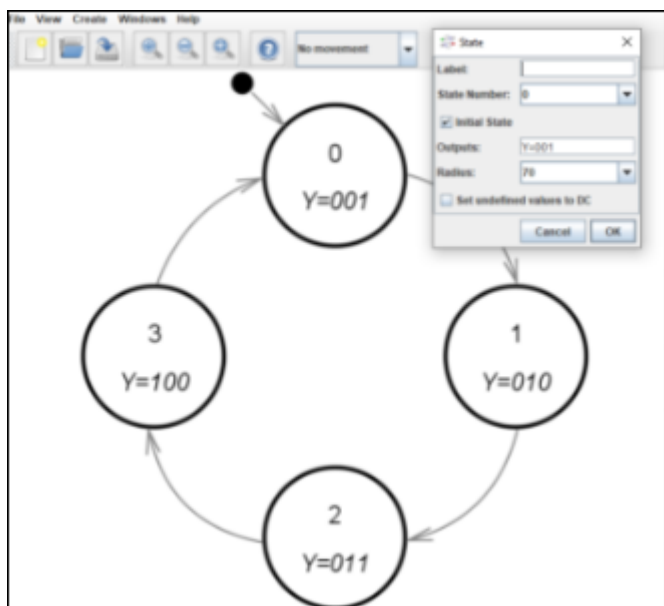 File View Create Windows Help
No movement
State
Label:
State Number: 0
Initial State
Outputs: Y=001
Radius: 70
Set undefined values to DC
Cancel OK
0
Y=001
3
Y=100
1
Y=010
2
Y=011